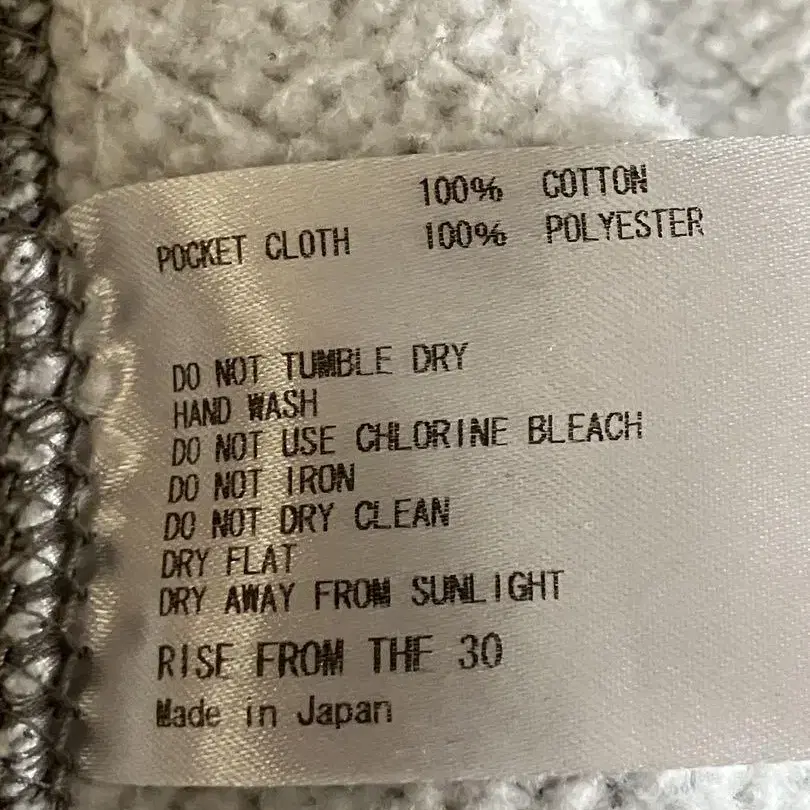 100% COTTON
POCKET CLOTH 100% POLYESTER
DO NOT TUMBLE DRY
HAND WASH
DO NOT USE CHLORINE BLEACH
DO NOT IRON
DO NOT DRY CLEAN
DRY FLAT
DRY AWAY FROM SUNLIGHT
RISE FROM THE 30
Made in Japan